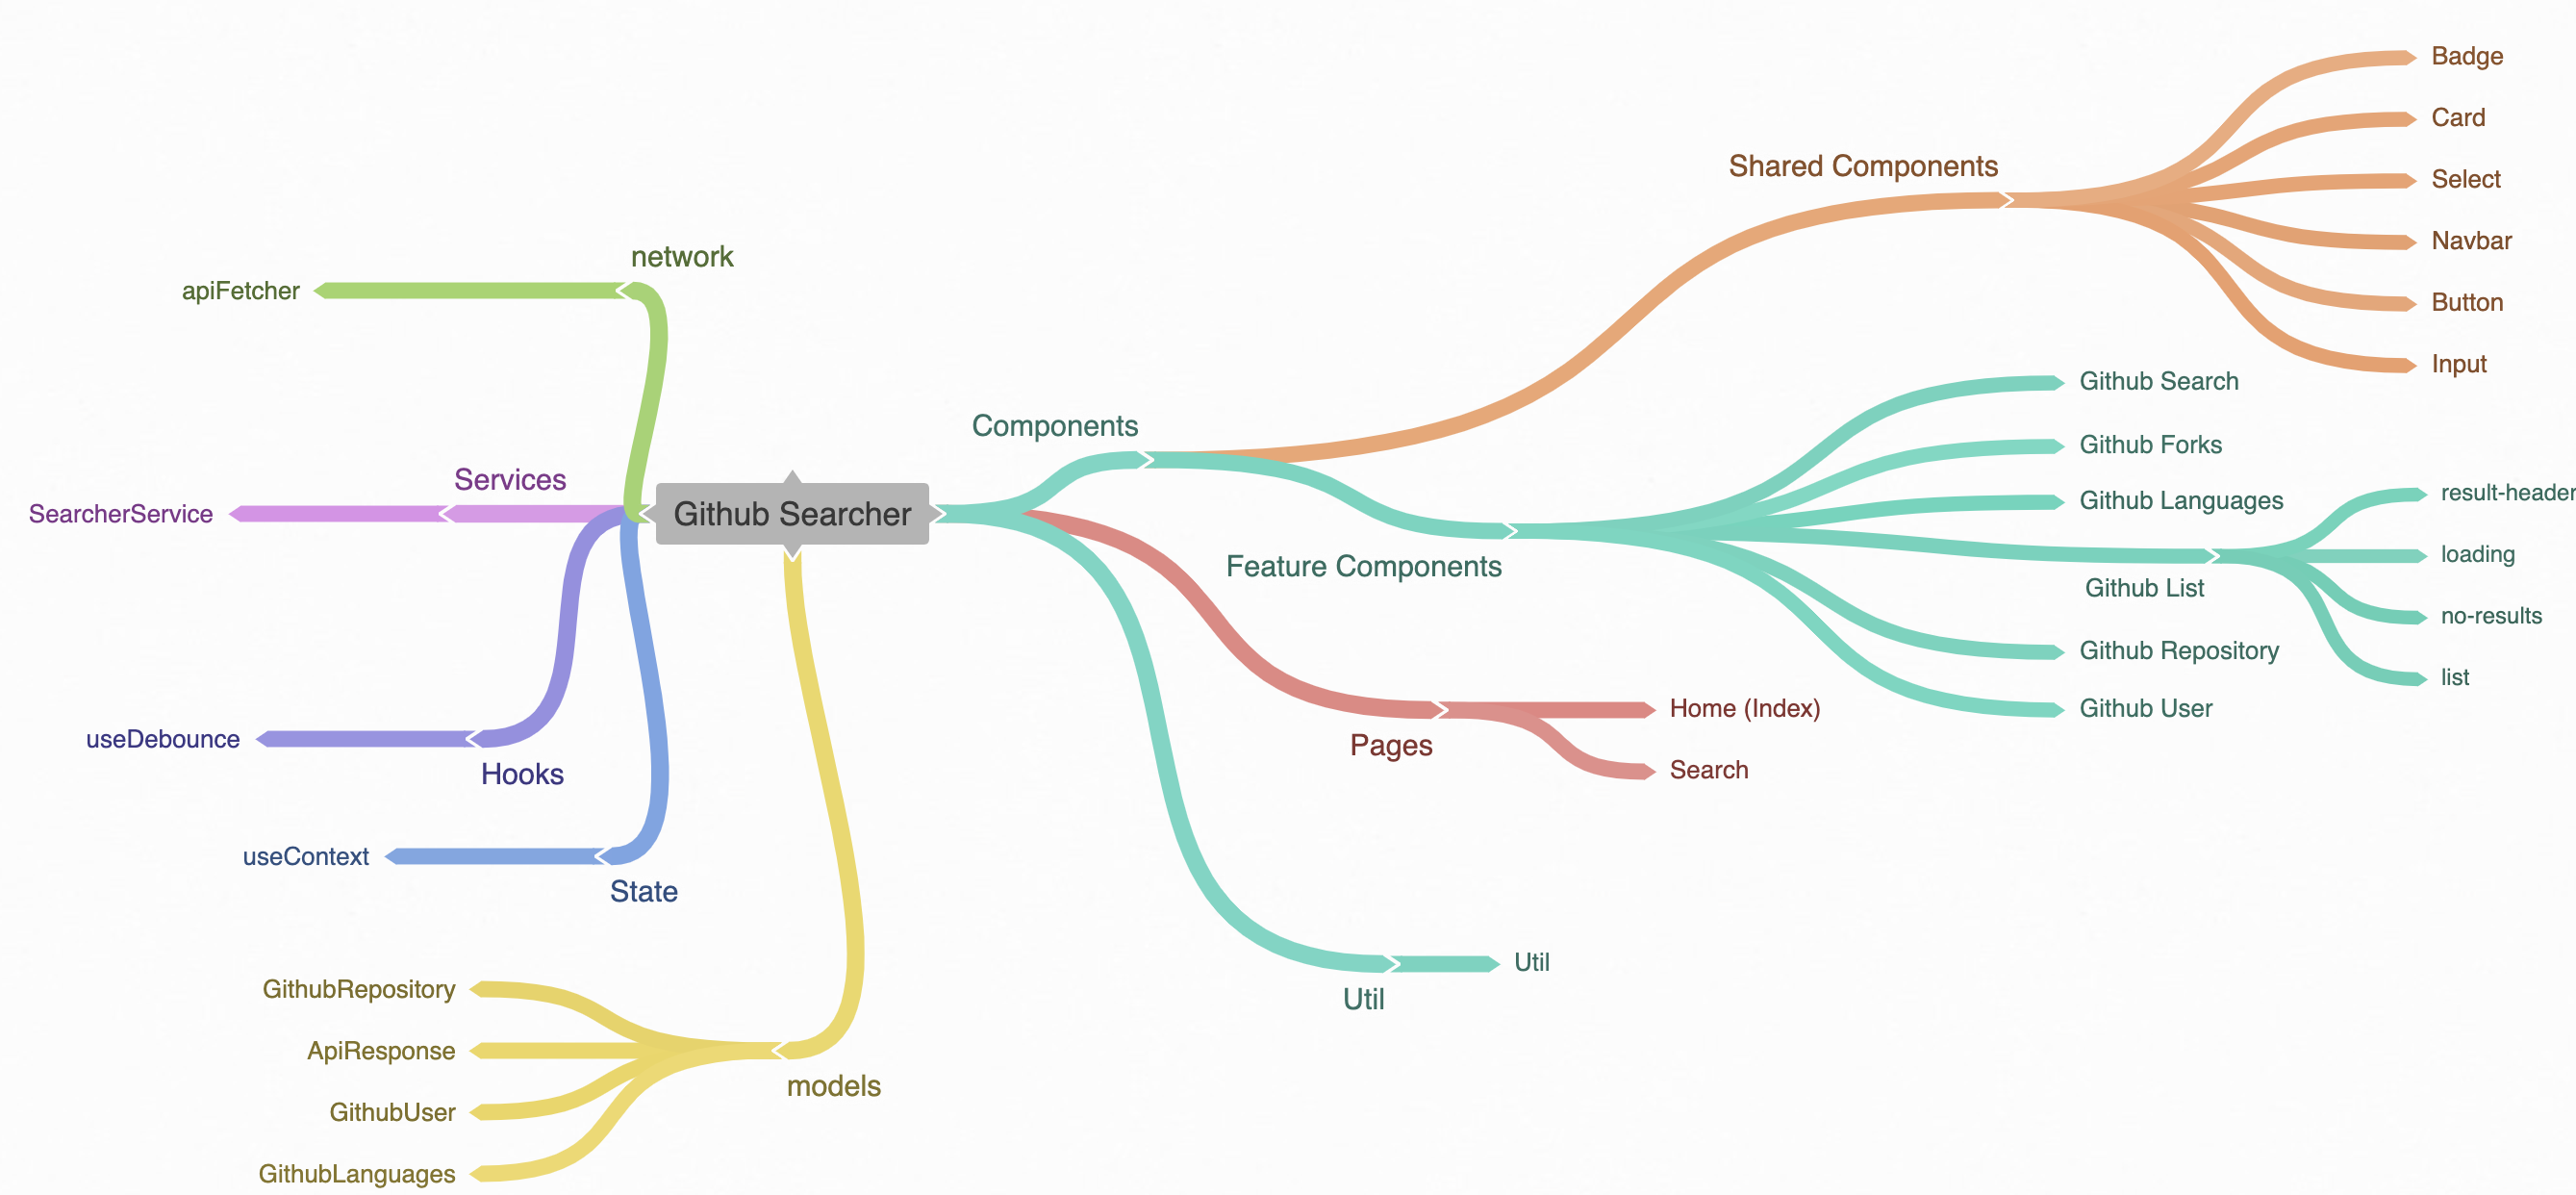 Github Searcher
network
apiFetcher
Services
SearcherService
Hooks
useDebounce
State
useContext
models
GithubRepository
ApiResponse
GithubUser
GithubLanguages
Components
Shared Components
Badge
Card
Select
Navbar
Button
Input
Feature Components
Github Search
Github Forks
Github Languages
Github List
result-header
loading
no-results
list
Github Repository
Github User
Pages
Home (Index)
Search
Util
Util